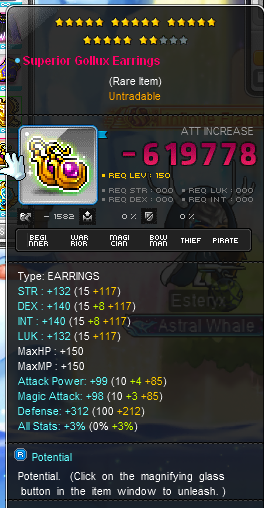 Superior Gollux Earrings
(Rare Item)
Untradable
ATT INCREASE
-619778
REQ LEV : 150
REQ STR : 000 REQ LUK : 000
REQ DEX : 000 REQ INT : 000
- 1582 0 % 0 %
BEGINNER WARRIOR MAGICIAN BOWMAN THIEF PIRATE
Type: EARRINGS
STR : +132 (15 +117)
DEX : +140 (15 +8 +117)
INT : +140 (15 +8 +117)
LUK : +132 (15 +117)
MaxHP : +150
MaxMP : +150
Attack Power: +99 (10 +4 +85)
Magic Attack: +98 (10 +3 +85)
Defense: +312 (100 +212)
All Stats: +3% (0% +3%)
R Potential
Potential. (Click on the magnifying glass
button in the item window to unleash. )
Esteryx
Astral Whale